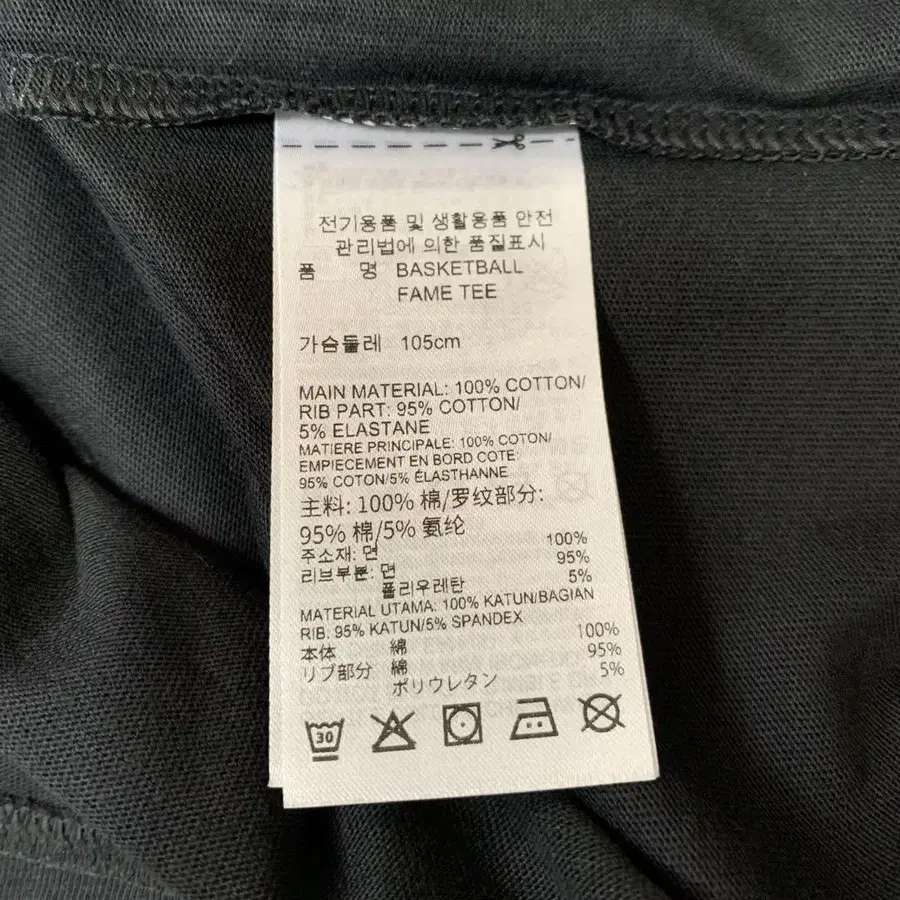 전기용품 및 생활용품 안전
관리법에 의한 품질표시
품 명 BASKETBALL
FAME TEE
가슴둘레 105cm
MAIN MATERIAL: 100% COTTON/
RIB PART: 95% COTTON/
5% ELASTANE
MATIERE PRINCIPALE: 100% COTON/
EMPIECEMENT EN BORD COTE:
95% COTON/5% ÉLASTHANNE
主料: 100% 棉/罗纹部分:
95% 棉/5% 氨纶
주소재: 면 100%
리브부분: 면 95%
폴리우레탄 5%
MATERIAL UTAMA: 100% KATUN/BAGIAN
RIB: 95% KATUN/5% SPANDEX
本体 綿 100%
リブ部分 綿 95%
ポリウレタン 5%
30